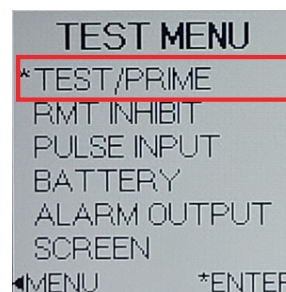 TEST MENU
*TEST/PRIME
RMT INHIBIT
PULSE INPUT
BATTERY
ALARM OUTPUT
SCREEN
◀MENU *ENTER